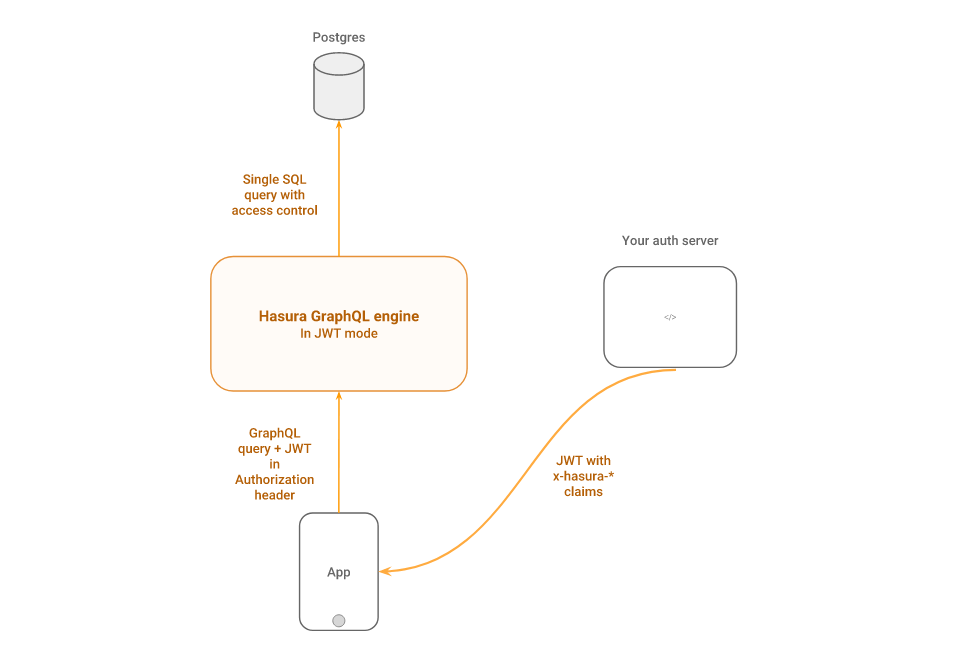 Postgres
Single SQL
query with
access control
Your auth server
Hasura GraphQL engine
In JWT mode
</>
GraphQL
query + JWT
in
Authorization
header
JWT with
x-hasura-*
claims
App